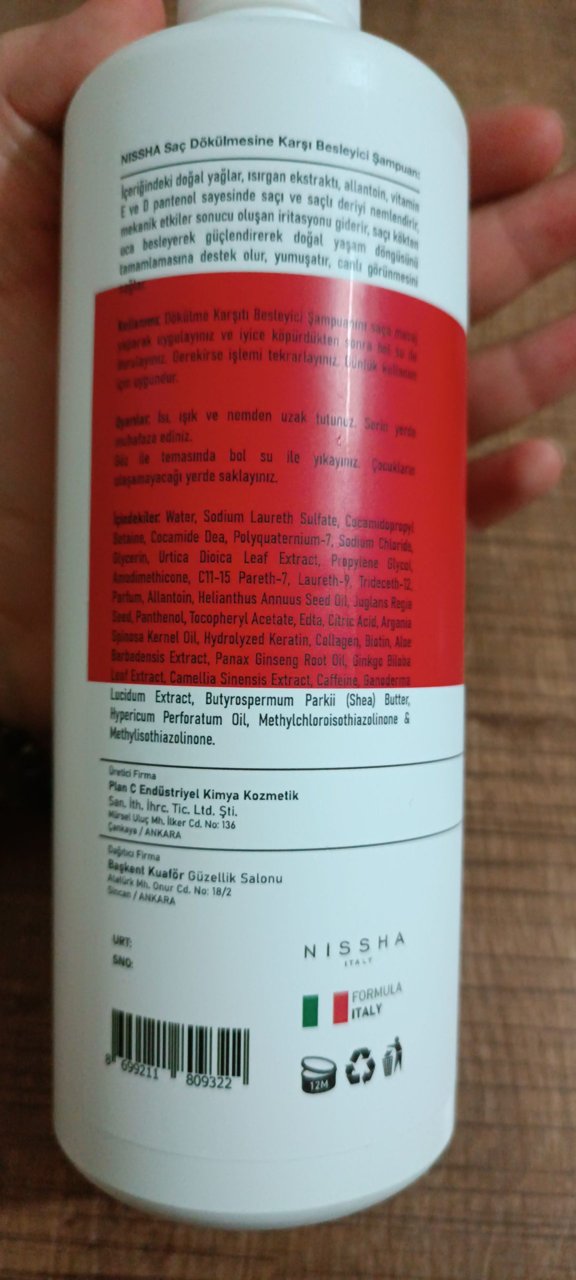 NISSHA Saç Dökülmesine Karşı Besleyici Şampuan:
İçeriğindeki doğal yağlar, ısırgan ekstraktı, allantoin, vitamin
E ve D pantenol sayesinde saçı ve saçlı deriyi nemlendirir,
mekanik etkiler sonucu oluşan iritasyonu giderir, saçı kökten
uca besleyerek güçlendirerek doğal yaşam döngüsünü
tamamlamasına destek olur, yumuşatır, canlı görünmesini
sağlar.
Kullanımı: Dökülme Karşıtı Besleyici Şampuanını saça masaj
yaparak uygulayınız ve iyice köpürdükten sonra bol su ile
durulayınız. Gerekirse işlemi tekrarlayınız. Günlük kullanım
için uygundur.
Uyarılar: Isı, ışık ve nemden uzak tutunuz. Serin yerde
muhafaza ediniz.
Göz ile temasında bol su ile yıkayınız. Çocukların
ulaşamayacağı yerde saklayınız.
İçindekiler: Water, Sodium Laureth Sulfate, Cocamidopropyl
Betaine, Cocamide Dea, Polyquaternium-7, Sodium Chloride,
Glycerin, Urtica Dioica Leaf Extract, Propylene Glycol,
Amodimethicone, C11-15 Pareth-7, Laureth-9, Trideceth-12,
Parfum, Allantoin, Helianthus Annuus Seed Oil, Juglans Regia
Seed, Panthenol, Tocopheryl Acetate, Edta, Citric Acid, Argania
Spinosa Kernel Oil, Hydrolyzed Keratin, Collagen, Biotin, Aloe
Barbadensis Extract, Panax Ginseng Root Oil, Ginkgo Biloba
Leaf Extract, Camellia Sinensis Extract, Caffeine, Ganoderma
Lucidum Extract, Butyrospermum Parkii (Shea) Butter,
Hypericum Perforatum Oil, Methylchloroisothiazolinone &
Methylisothiazolinone.
Üretici Firma
Plan C Endüstriyel Kimya Kozmetik
San. İth. İhrc. Tic. Ltd. Şti.
Mürsel Uluç Mh. İlker Cd. No: 136
Çankaya / ANKARA
Dağıtıcı Firma
Başkent Kuaför Güzellik Salonu
Atatürk Mh. Onur Cd. No: 18/2
Sincan / ANKARA
URT:
SNO:
NISSHA
ITALY
FORMULA
ITALY
12M
8 699211 809322